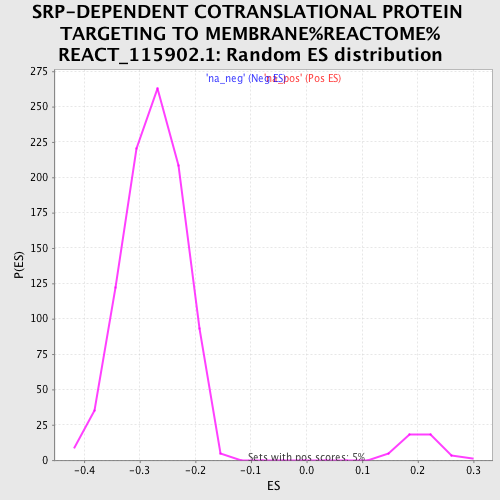 SRP-DEPENDENT COTRANSLATIONAL PROTEIN
TARGETING TO MEMBRANE%REACTOME%
REACT_115902.1: Random ES distribution
'na_neg' (Neg ES)
'na_pos' (Pos ES)
275
250
225
200
175
150
125
100
75
50
25
0
P(ES)
Sets with pos scores: 5%
-0.4 -0.3 -0.2 -0.1 0.0 0.1 0.2 0.3
ES